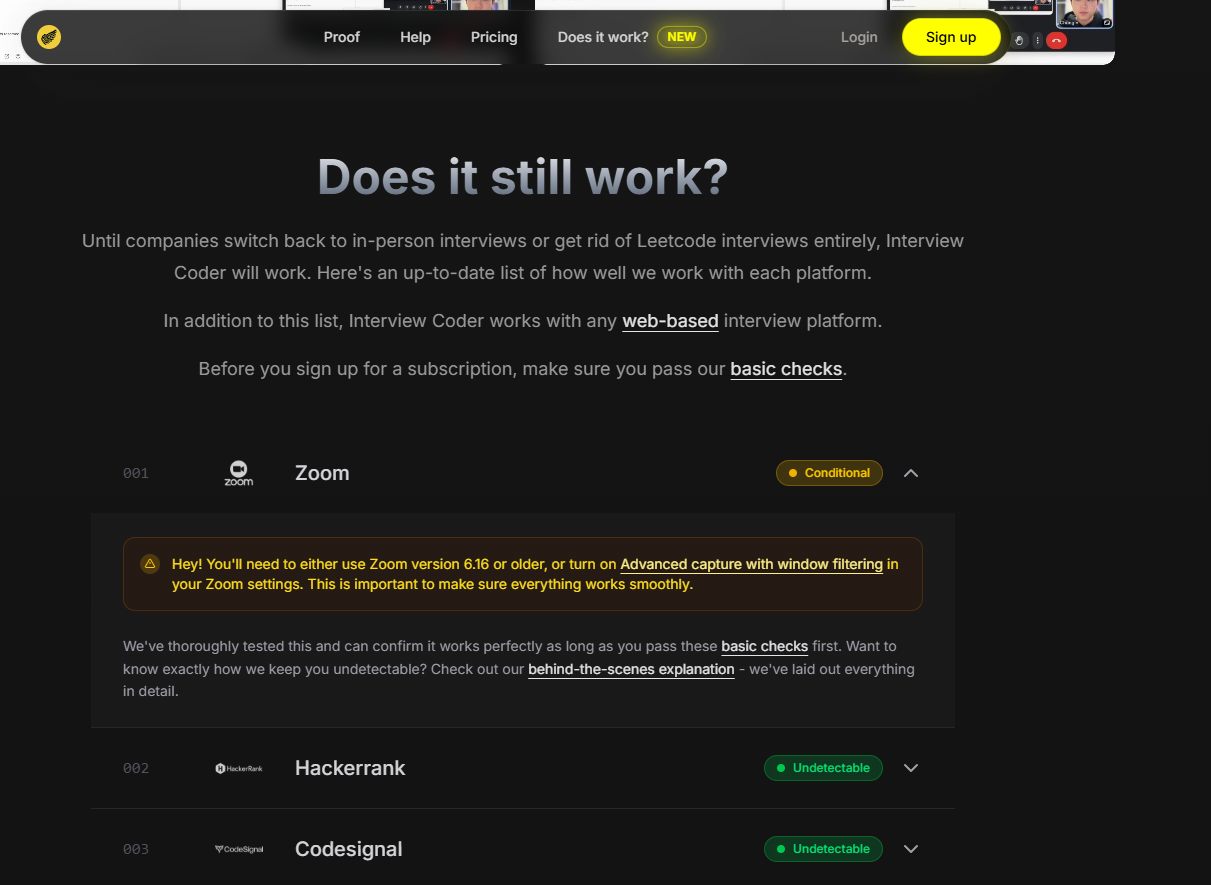 Proof Help Pricing Does it work? NEW Login Sign up
Does it still work?
Until companies switch back to in-person interviews or get rid of Leetcode interviews entirely, Interview
Coder will work. Here's an up-to-date list of how well we work with each platform.
In addition to this list, Interview Coder works with any web-based interview platform.
Before you sign up for a subscription, make sure you pass our basic checks.
001 zoom Zoom Conditional
Hey! You'll need to either use Zoom version 6.16 or older, or turn on Advanced capture with window filtering in
your Zoom settings. This is important to make sure everything works smoothly.
We've thoroughly tested this and can confirm it works perfectly as long as you pass these basic checks first. Want to
know exactly how we keep you undetectable? Check out our behind-the-scenes explanation - we've laid out everything
in detail.
002 HackerRank Hackerrank Undetectable
003 CodeSignal Codesignal Undetectable